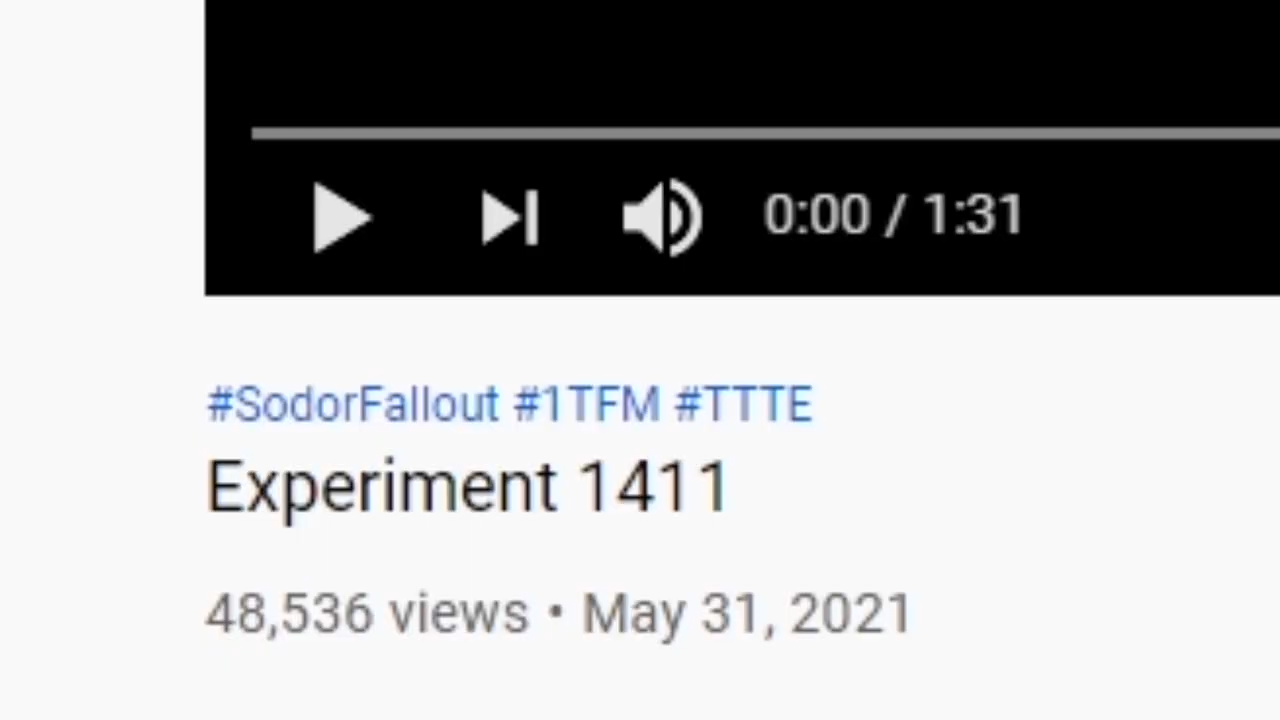 0:00 / 1:31
#SodorFallout #1TFM #TTTE
Experiment 1411
48,536 views • May 31, 2021